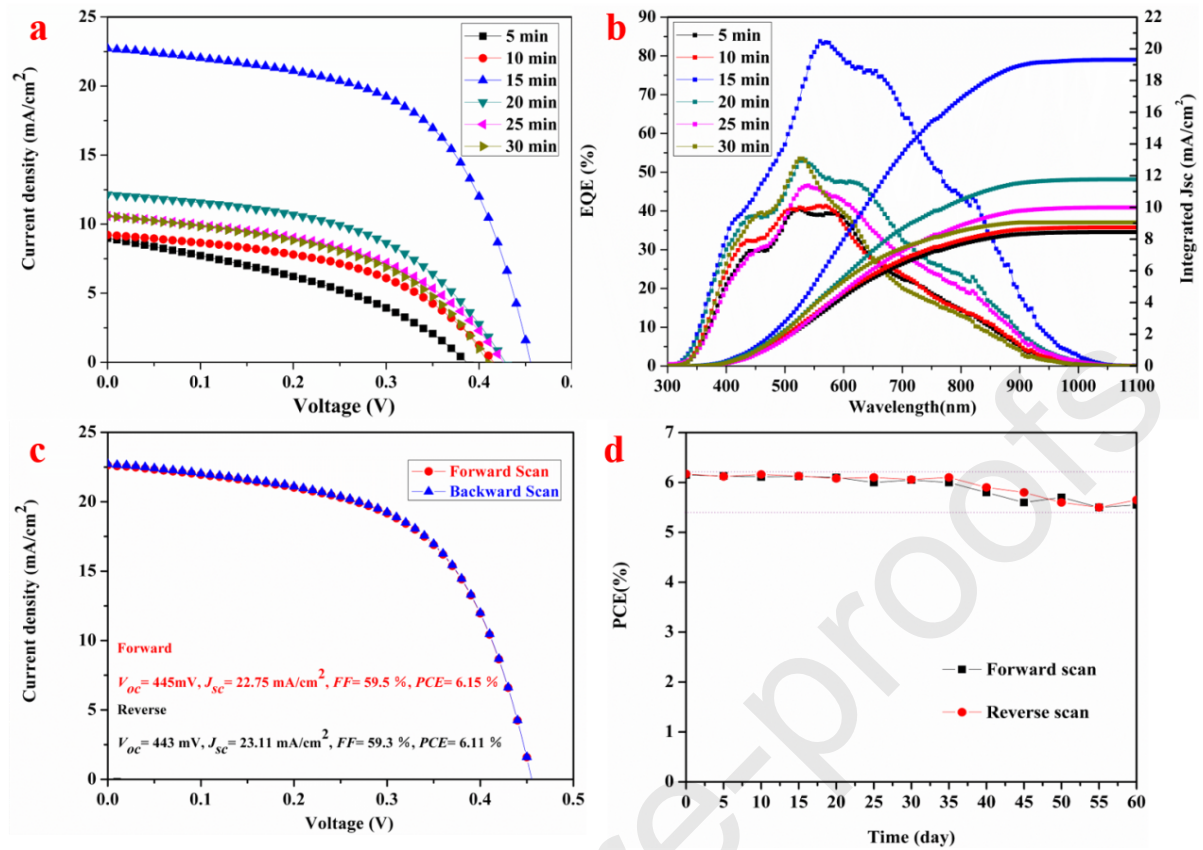 a
25
20
15
10
5
0
0.0 0.1 0.2 0.3 0.4 0.
Current density (mA/cm2)
Voltage (V)
5 min
10 min
15 min
20 min
25 min
30 min
b
90
80
70
60
50
40
30
20
10
0
EQE (%)
300 400 500 600 700 800 900 1000 1100
Wavelength(nm)
22
20
18
16
14
12
10
8
6
4
2
0
Integrated Jsc (mA/cm2)
5 min
10 min
15 min
20 min
25 min
30 min
c
25
20
15
10
5
0
0.0 0.1 0.2 0.3 0.4 0.5
Current density (mA/cm2)
Voltage (V)
Forward Scan
Backward Scan
Forward
Voc= 445mV, Jsc= 22.75 mA/cm2, FF= 59.5 %, PCE= 6.15 %
Reverse
Voc= 443 mV, Jsc= 23.11 mA/cm2, FF= 59.3 %, PCE= 6.11 %
d
7
6
5
4
3
2
1
0
PCE(%)
0 5 10 15 20 25 30 35 40 45 50 55 60
Time (day)
Forward scan
Reverse scan
re-proofs